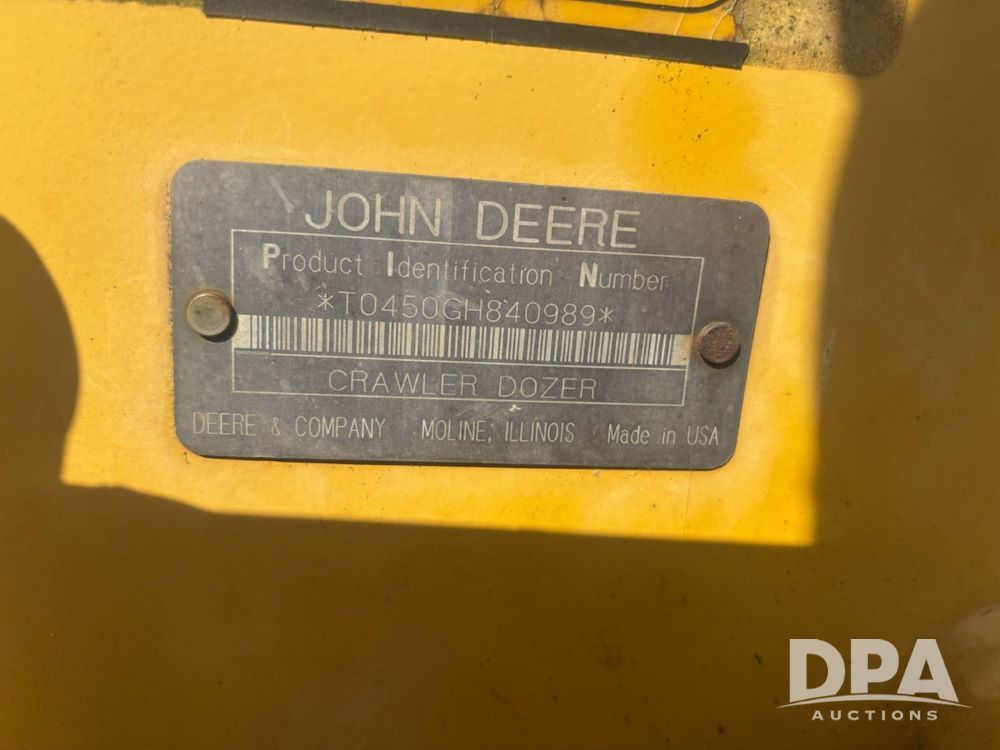 JOHN DEERE
Product Identification Number
*T0450GH840989*
CRAWLER DOZER
DEERE & COMPANY MOLINE, ILLINOIS Made in USA
DPA
AUCTIONS